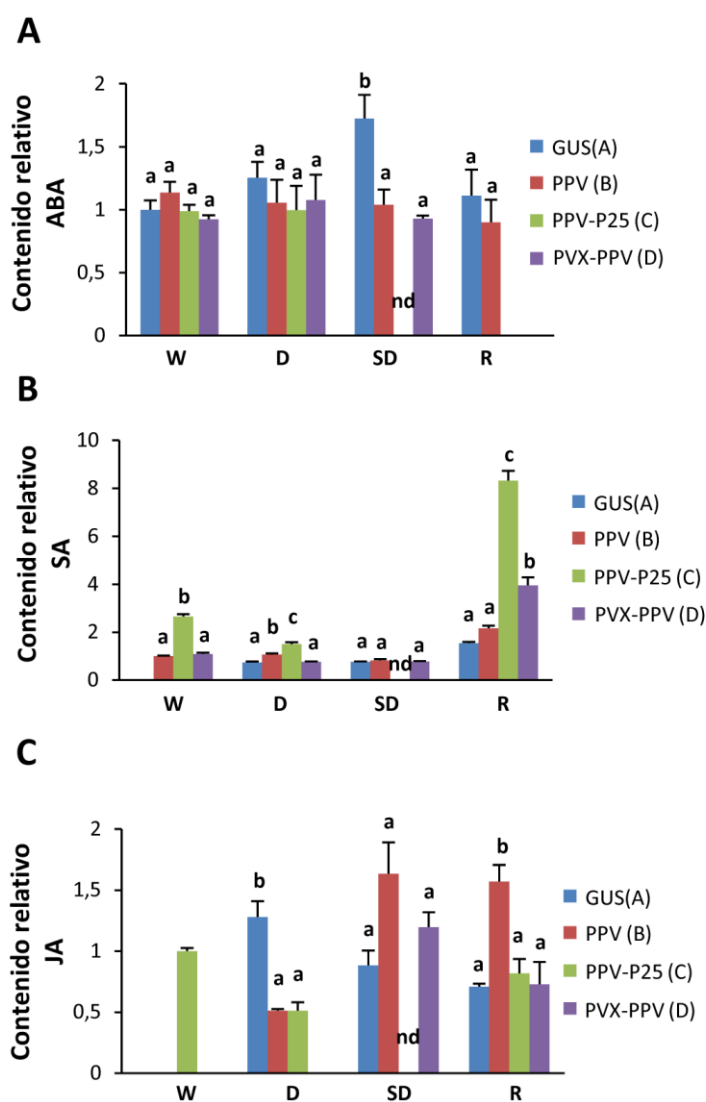 A
Contenido relativo
ABA
2
1,5
1
0,5
0
a a a a
a a a a
b a nd a
a a
W D SD R
GUS(A)
PPV (B)
PPV-P25 (C)
PVX-PPV (D)
B
Contenido relativo
SA
10
8
6
4
2
0
a b a
a b c a
a a nd a
a a c b
W D SD R
GUS(A)
PPV (B)
PPV-P25 (C)
PVX-PPV (D)
C
Contenido relativo
JA
2
1,5
1
0,5
0
b a a
a a nd a
a b a a
W D SD R
GUS(A)
PPV (B)
PPV-P25 (C)
PVX-PPV (D)